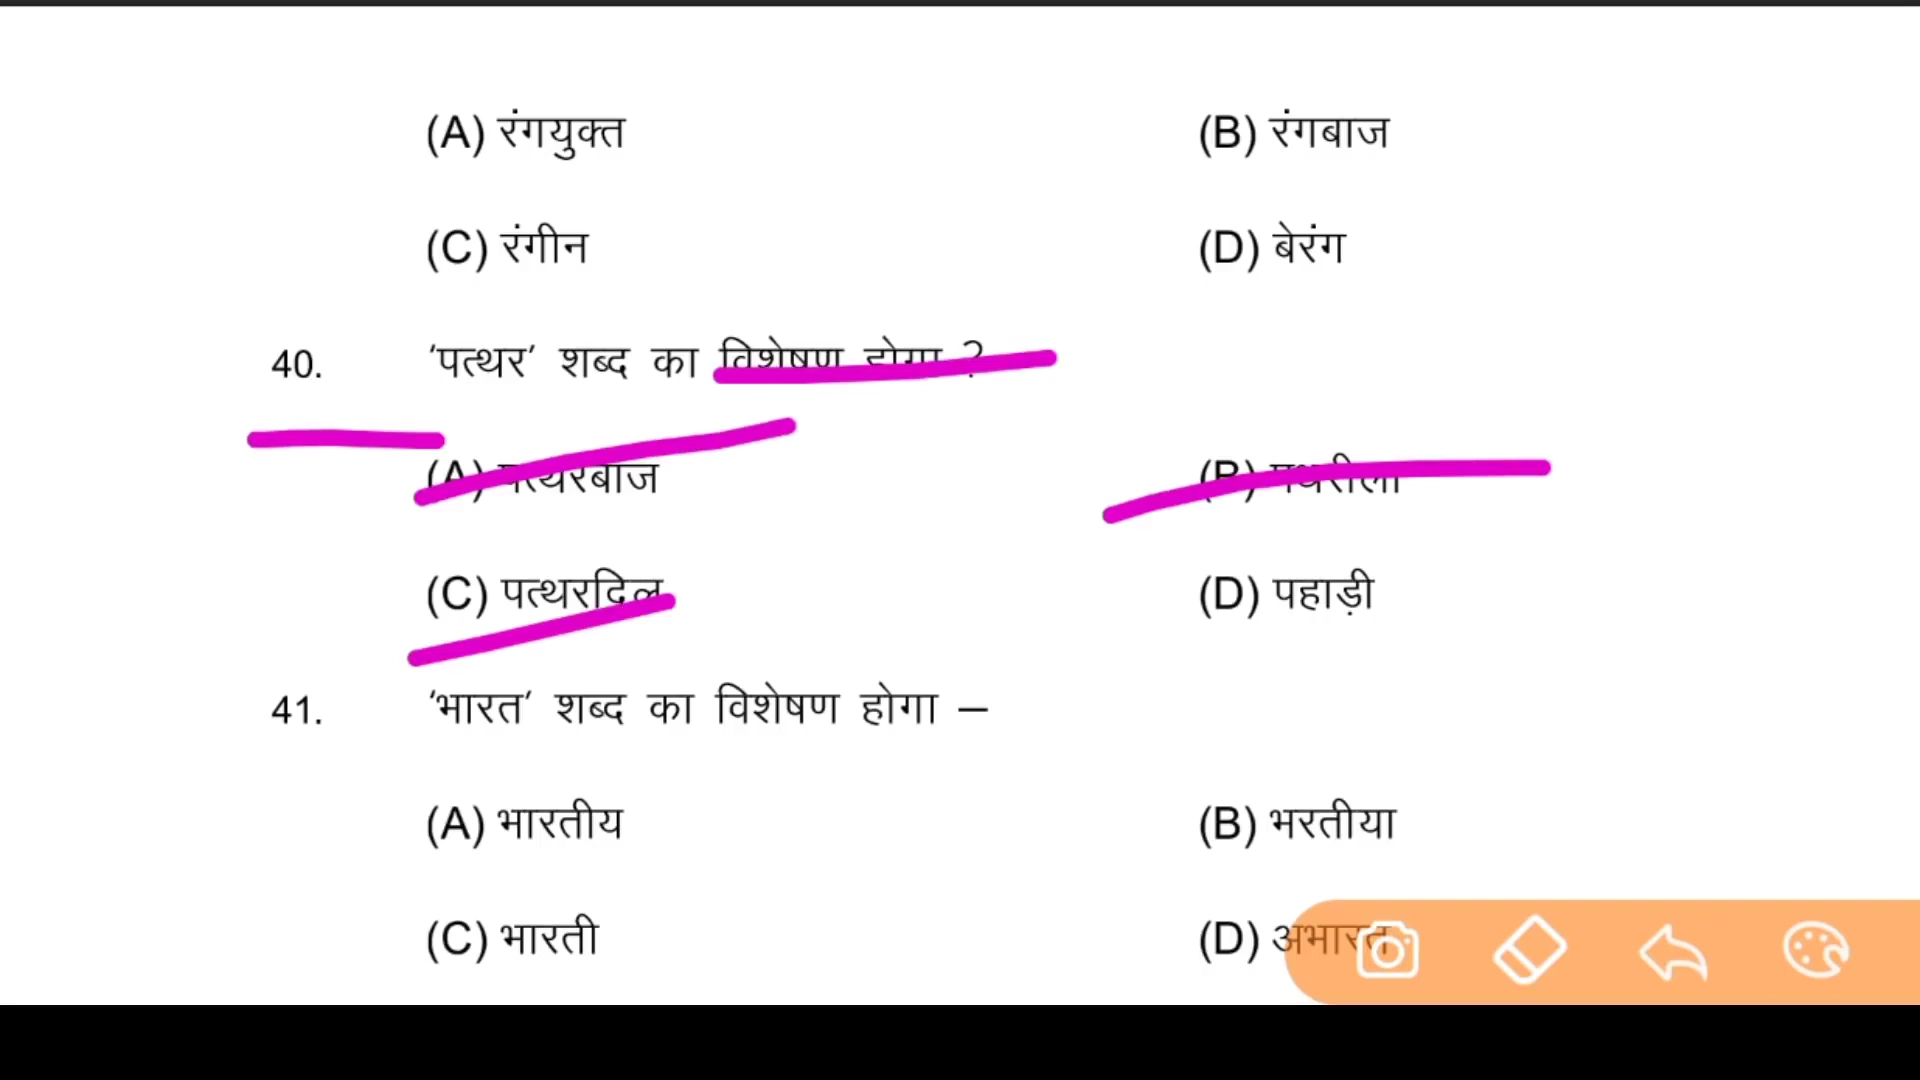 (A) रंगयुक्त (B) रंगबाज
(C) रंगीन (D) बेरंग
40. ‘पत्थर’ शब्द का विशेषण होगा ?
(A) पत्थरबाज (B) पथरीला
(C) पत्थरदिल (D) पहाड़ी
41. ‘भारत’ शब्द का विशेषण होगा –
(A) भारतीय (B) भरतीया
(C) भारती (D) अभारत